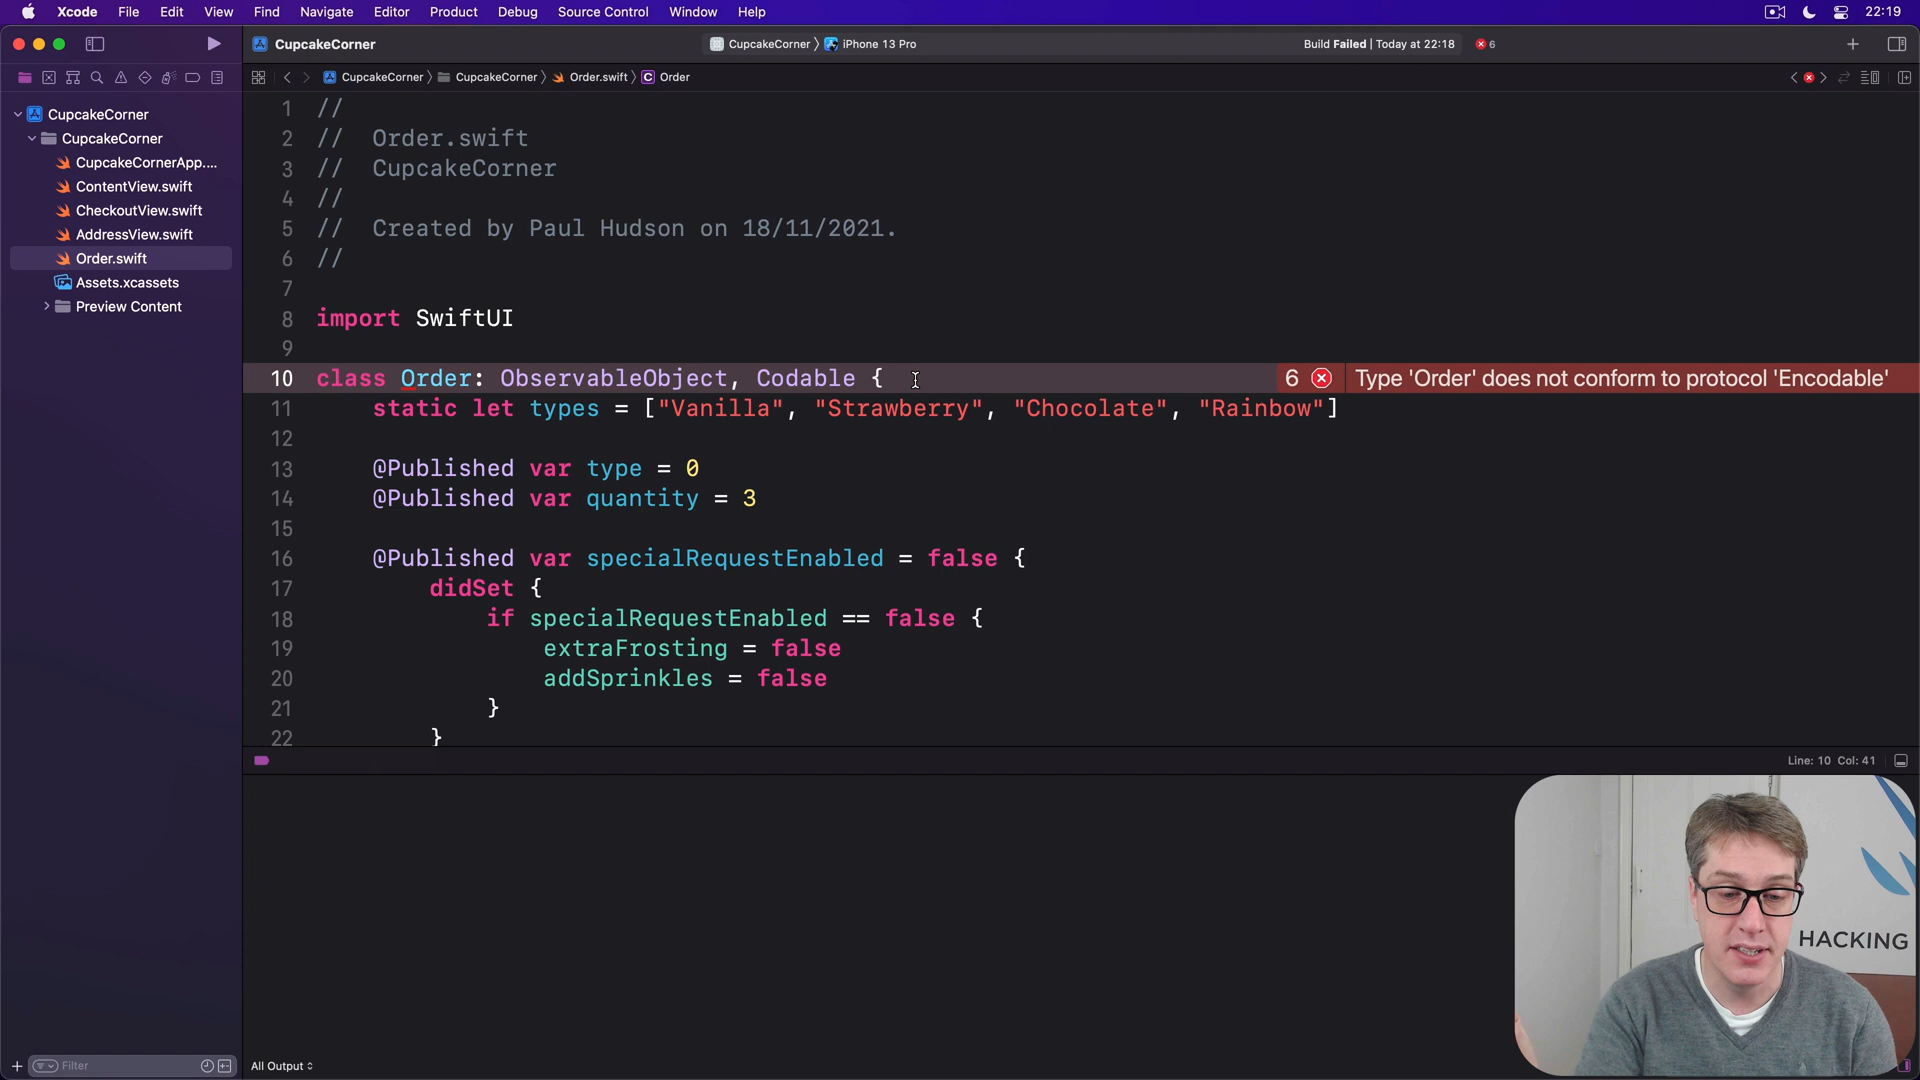 Xcode File Edit View Find Navigate Editor Product Debug Source Control Window Help 22:19
CupcakeCorner CupcakeCorner iPhone 13 Pro Build Failed | Today at 22:18 6
CupcakeCorner CupcakeCorner Order.swift C Order
CupcakeCorner
CupcakeCorner
CupcakeCornerApp....
ContentView.swift
CheckoutView.swift
AddressView.swift
Order.swift
Assets.xcassets
Preview Content
1 //
2 // Order.swift
3 // CupcakeCorner
4 //
5 // Created by Paul Hudson on 18/11/2021.
6 //
7
8 import SwiftUI
9
10 class Order: ObservableObject, Codable { 6 Type 'Order' does not conform to protocol 'Encodable'
11 static let types = ["Vanilla", "Strawberry", "Chocolate", "Rainbow"]
12
13 @Published var type = 0
14 @Published var quantity = 3
15
16 @Published var specialRequestEnabled = false {
17 didSet {
18 if specialRequestEnabled == false {
19 extraFrosting = false
20 addSprinkles = false
21 }
22 }
Line: 10 Col: 41
HACKING
Filter
All Output